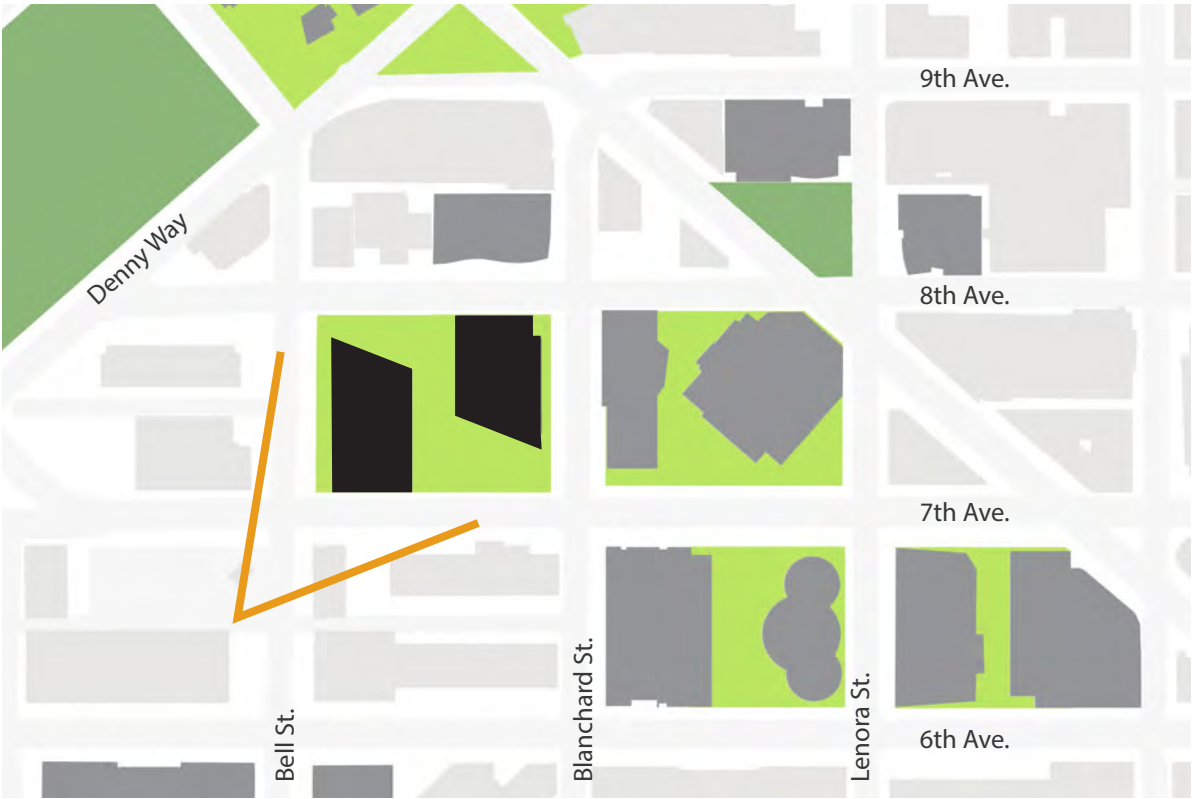 9th Ave.
Denny Way
8th Ave.
7th Ave.
Blanchard St.
Lenora St.
Bell St.
6th Ave.